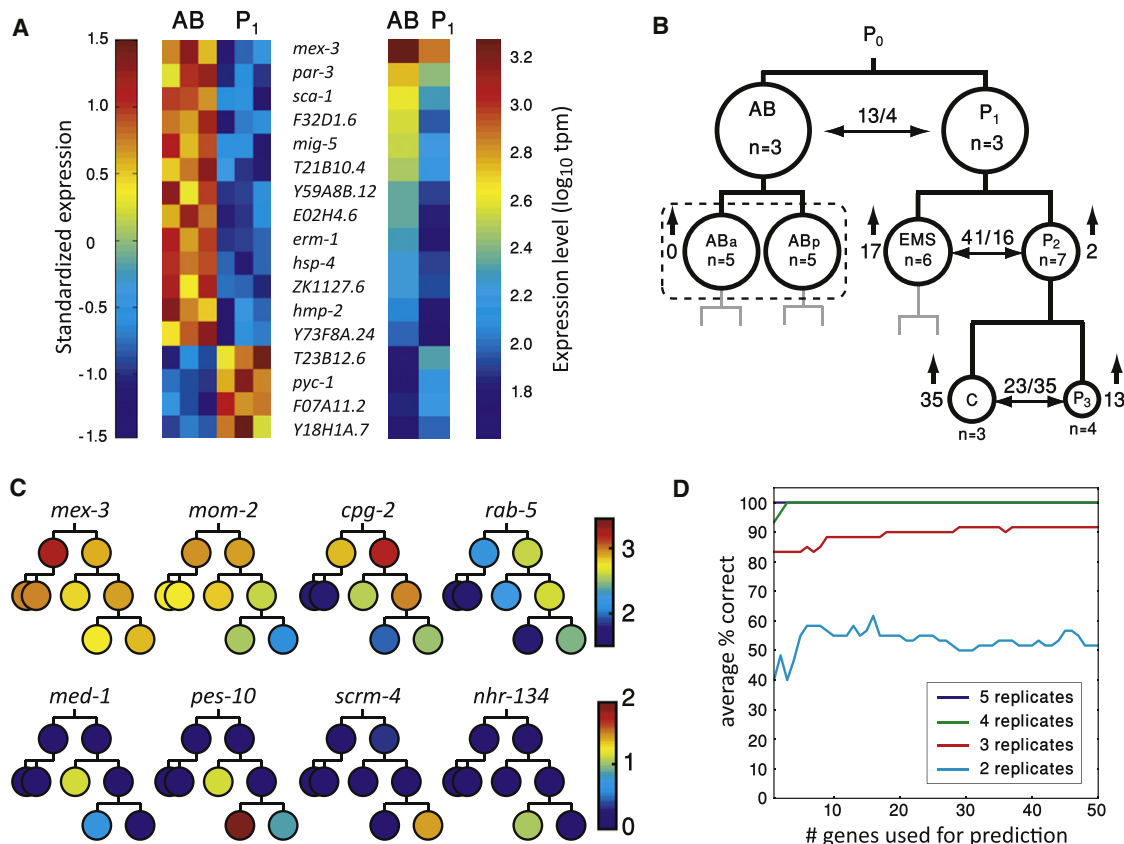 A
AB P1
AB P1
1.5
1.0
0.5
0
-0.5
-1.0
-1.5
Standardized expression
mex-3
par-3
sca-1
F32D1.6
mig-5
T21B10.4
Y59A8B.12
E02H4.6
erm-1
hsp-4
ZK1127.6
hmp-2
Y73F8A.24
T23B12.6
pyc-1
F07A11.2
Y18H1A.7
3.2
3.0
2.8
2.6
2.4
2.2
2.0
1.8
Expression level (log10 tpm)
B
P0
AB
n=3
13/4
P1
n=3
0
ABa
n=5
ABp
n=5
17
EMS
n=6
41/16
P2
n=7
2
35
C
n=3
23/35
P3
n=4
13
C
mex-3 mom-2 cpg-2 rab-5
3
2
med-1 pes-10 scrm-4 nhr-134
2
1
0
D
100
90
80
70
60
50
40
30
20
10
0
average % correct
5 replicates
4 replicates
3 replicates
2 replicates
10 20 30 40 50
# genes used for prediction